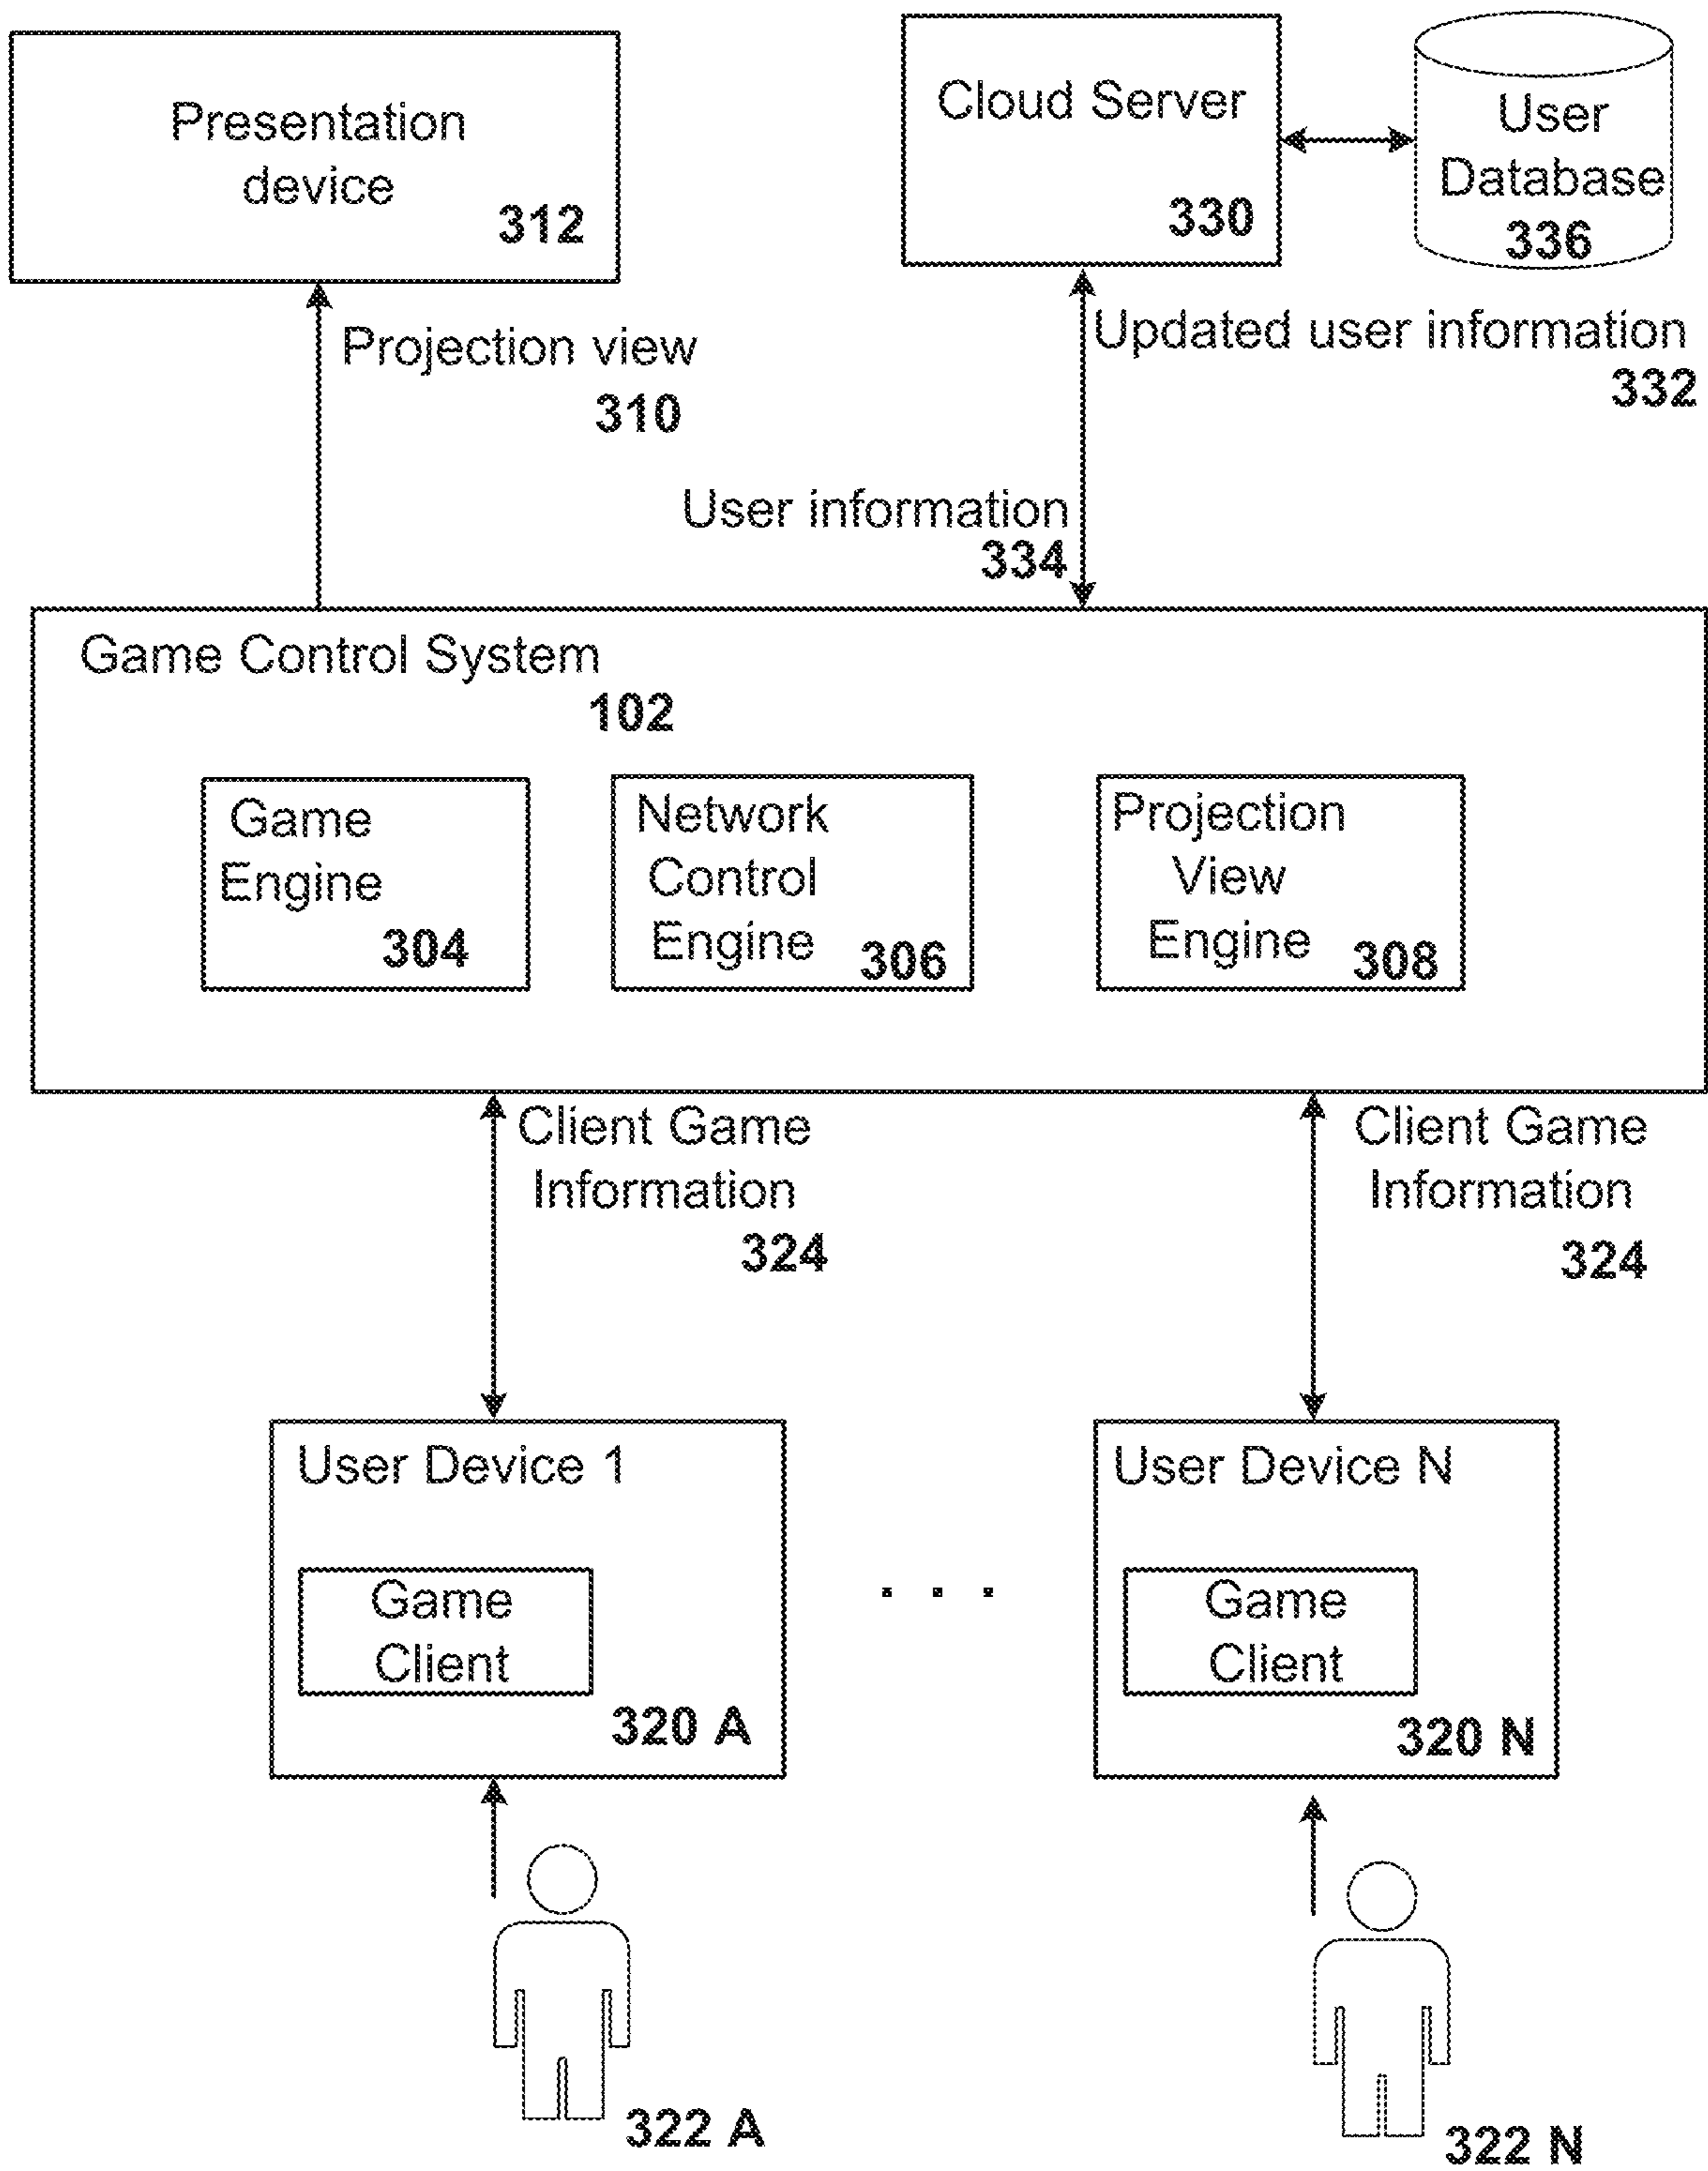 Presentation
device
312
Cloud Server
330
User
Database
336
Projection view
310
Updated user information
332
User information
334
Game Control System
102
Game
Engine
304
Network
Control
Engine
306
Projection
View
Engine
308
Client Game
Information
324
Client Game
Information
324
User Device 1
Game
Client
320 A
. . .
User Device N
Game
Client
320 N
322 A
322 N